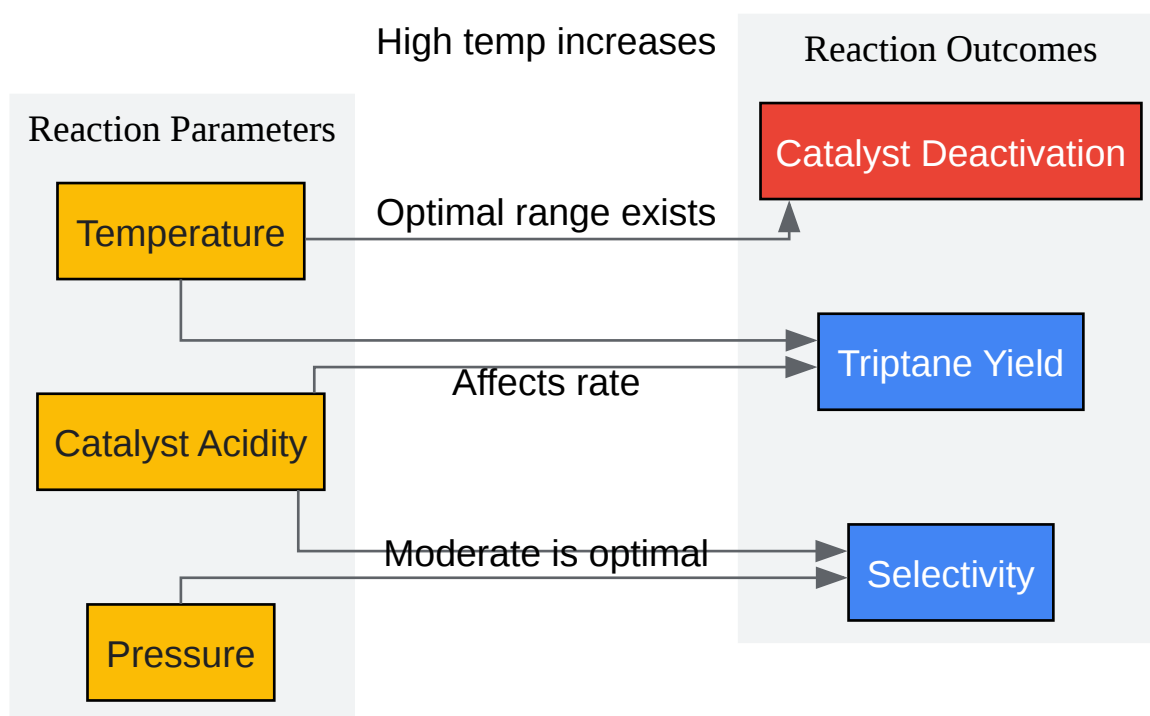 High temp increases
Reaction Outcomes
Reaction Parameters
Catalyst Deactivation
Temperature
Optimal range exists
Triptane Yield
Affects rate
Catalyst Acidity
Moderate is optimal
Selectivity
Pressure